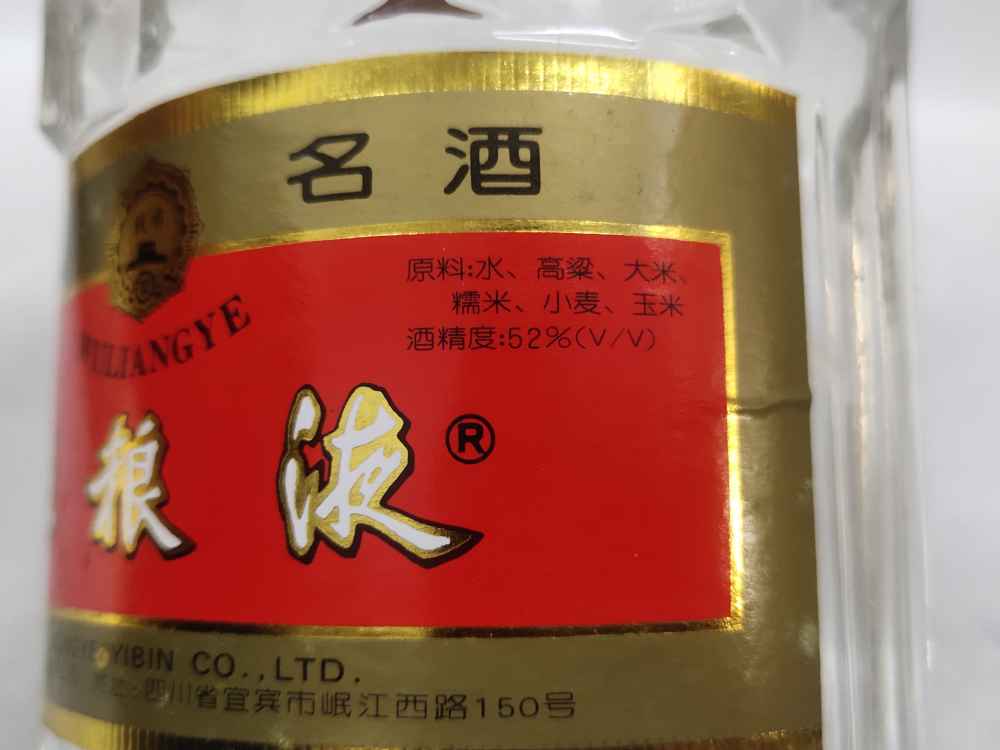 名酒
原料:水、高粱、大米、
糯米、小麦、玉米
酒精度:52%(V/V)
WULIANGYE
粮液®
YIBIN CO.,LTD.
四川省宜宾市岷江西路150号